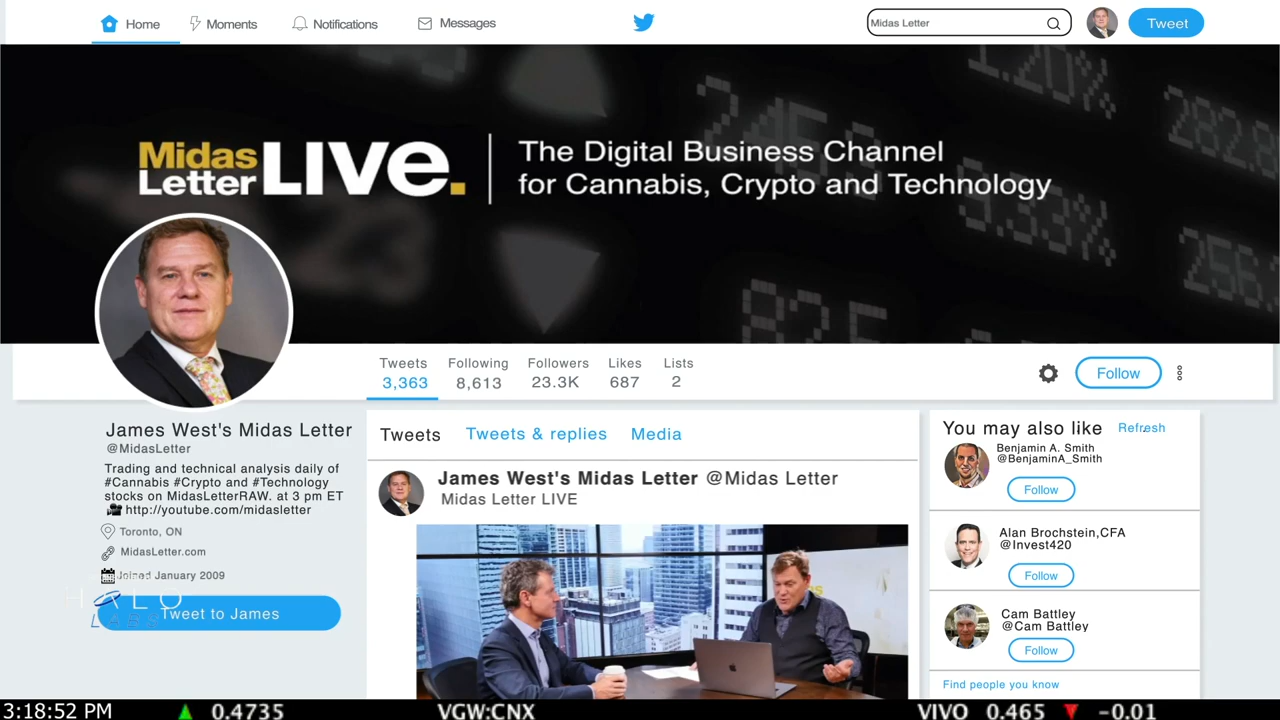 Home
Moments
Notifications
Messages
Midas Letter
Tweet
Midas
Letter LIVe.
The Digital Business Channel
for Cannabis, Crypto and Technology
Tweets
3,363
Following
8,613
Followers
23.3K
Likes
687
Lists
2
Follow
James West's Midas Letter
@MidasLetter
Trading and technical analysis daily of
#Cannabis #Crypto and #Technology
stocks on MidasLetterRAW. at 3 pm ET
http://youtube.com/midasletter
Toronto, ON
MidasLetter.com
Joined January 2009
HALO
LABS
Tweet to James
Tweets
Tweets & replies
Media
James West's Midas Letter @Midas Letter
Midas Letter LIVE
You may also like
Refresh
Benjamin A. Smith
@BenjaminA_Smith
Follow
Alan Brochstein,CFA
@Invest420
Follow
Cam Battley
@Cam Battley
Follow
Find people you know
3:18:52 PM
0.4735
VGW:CNX
VIVO 0.465
-0.01